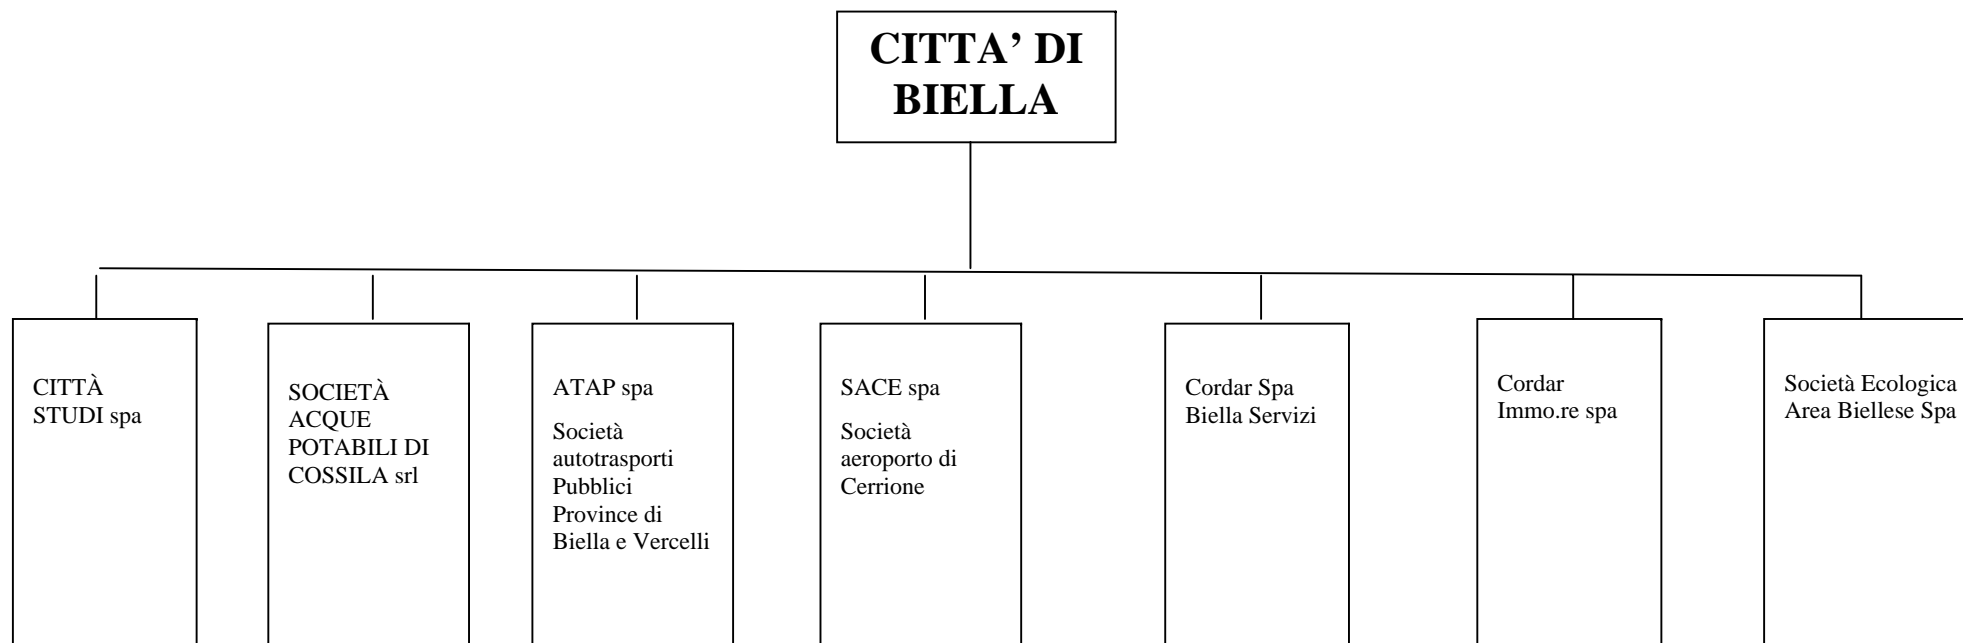 CITTA’ DI
BIELLA
CITTÀ
STUDI spa
SOCIETÀ
ACQUE
POTABILI DI
COSSILA srl
ATAP spa
Società
autotrasporti
Pubblici
Province di
Biella e Vercelli
SACE spa
Società
aeroporto di
Cerrione
Cordar Spa
Biella Servizi
Cordar
Immo.re spa
Società Ecologica
Area Biellese Spa